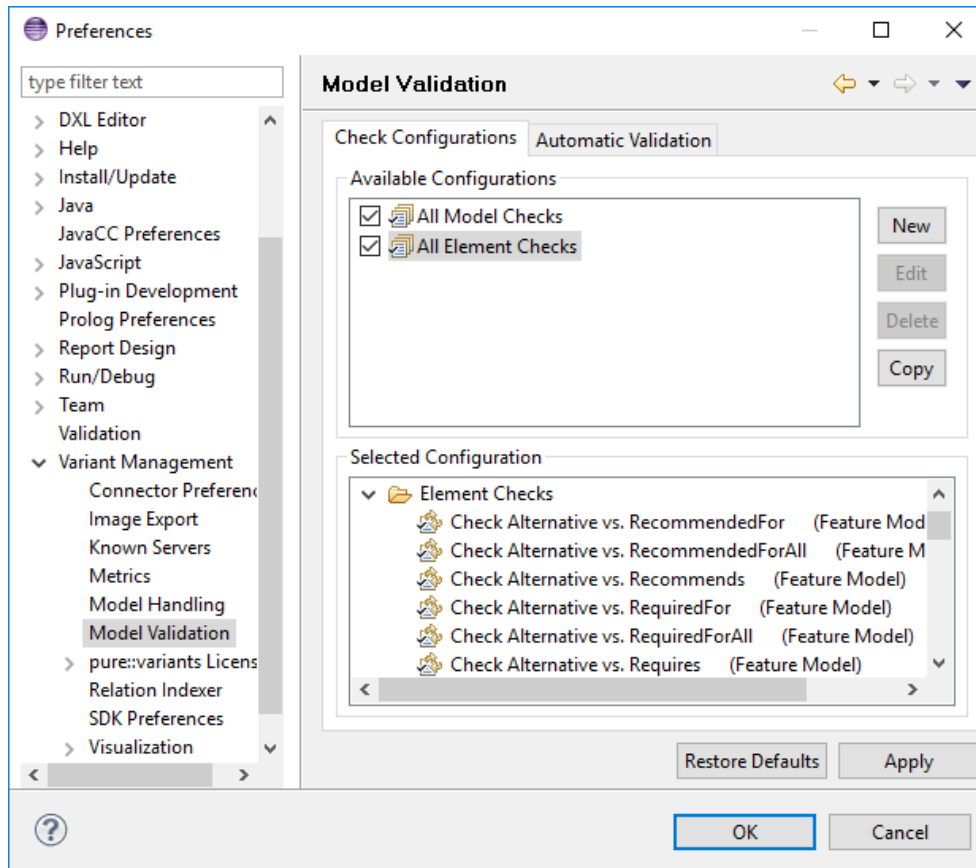 Preferences
type filter text
DXL Editor
Help
Install/Update
Java
JavaCC Preferences
JavaScript
Plug-in Development
Prolog Preferences
Report Design
Run/Debug
Team
Validation
Variant Management
Connector Preferen
Image Export
Known Servers
Metrics
Model Handling
Model Validation
pure::variants Licens
Relation Indexer
SDK Preferences
Visualization
Model Validation
Check Configurations
Automatic Validation
Available Configurations
All Model Checks
All Element Checks
New
Edit
Delete
Copy
Selected Configuration
Element Checks
Check Alternative vs. RecommendedFor (Feature Mod
Check Alternative vs. RecommendedForAll (Feature M
Check Alternative vs. Recommends (Feature Model)
Check Alternative vs. RequiredFor (Feature Model)
Check Alternative vs. RequiredForAll (Feature Model)
Check Alternative vs. Requires (Feature Model)
Restore Defaults
Apply
?
OK
Cancel